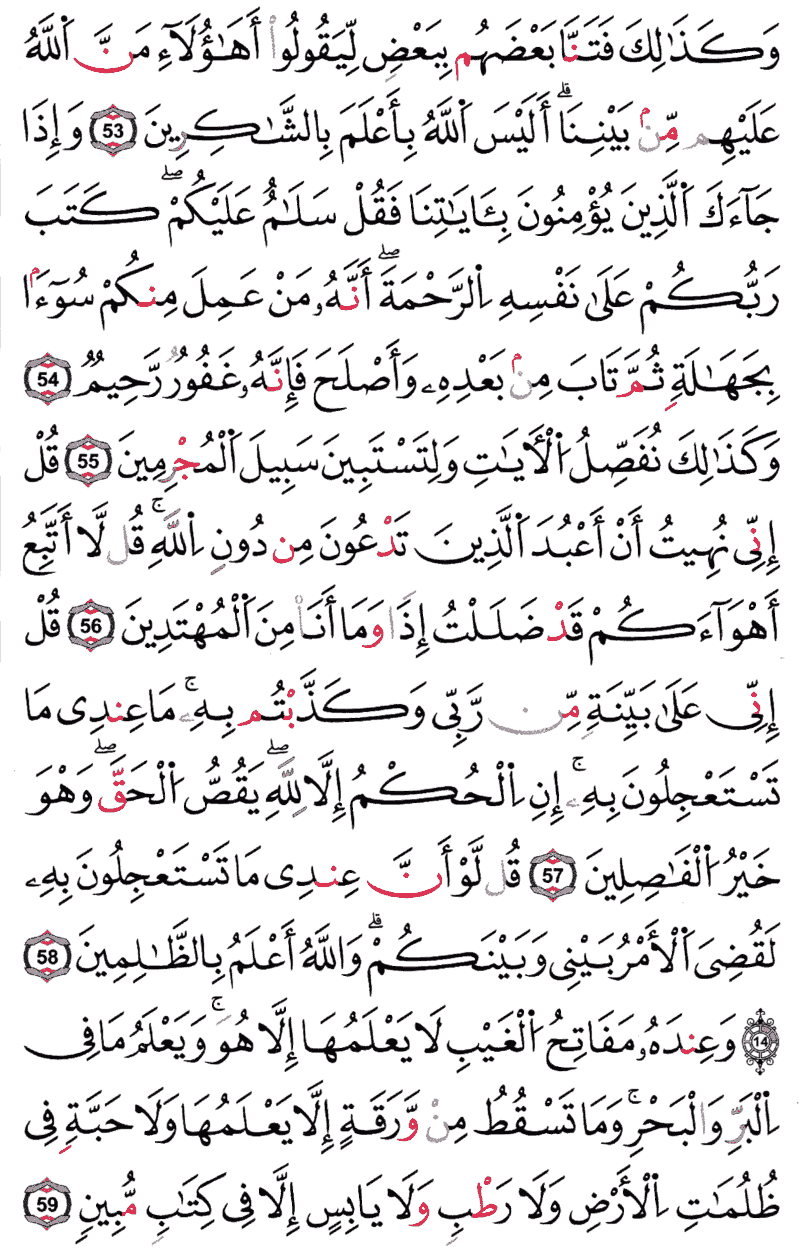 وَكَذَٰلِكَ فَتَنَّا بَعْضَهُم بِبَعْضٍ لِّيَقُولُوا۟ أَهَٰٓؤُلَآءِ مَنَّ ٱللَّهُ
عَلَيْهِم مِّنۢ بَيْنِنَآ ۗ أَلَيْسَ ٱللَّهُ بِأَعْلَمَ بِٱلشَّٰكِرِينَ 53 وَإِذَا
جَآءَكَ ٱلَّذِينَ يُؤْمِنُونَ بِـَٔايَٰتِنَا فَقُلْ سَلَٰمٌ عَلَيْكُمْ ۖ كَتَبَ
رَبُّكُمْ عَلَىٰ نَفْسِهِ ٱلرَّحْمَةَ ۖ أَنَّهُۥ مَنْ عَمِلَ مِنكُمْ سُوٓءًۢا
بِجَهَٰلَةٍ ثُمَّ تَابَ مِنۢ بَعْدِهِۦ وَأَصْلَحَ فَإِنَّهُۥ غَفُورٌ رَّحِيمٌ 54
وَكَذَٰلِكَ نُفَصِّلُ ٱلْـَٔايَٰتِ وَلِتَسْتَبِينَ سَبِيلَ ٱلْمُجْرِمِينَ 55 قُلْ
إِنِّى نُهِيتُ أَنْ أَعْبُدَ ٱلَّذِينَ تَدْعُونَ مِن دُونِ ٱللَّهِ ۚ قُل لَّآ أَتَّبِعُ
أَهْوَآءَكُمْ ۙ قَدْ ضَلَلْتُ إِذًا وَمَآ أَنَا۠ مِنَ ٱلْمُهْتَدِينَ 56 قُلْ
إِنِّى عَلَىٰ بَيِّنَةٍ مِّن رَّبِّى وَكَذَّبْتُم بِهِۦ ۚ مَا عِندِى مَا
تَسْتَعْجِلُونَ بِهِۦٓ ۚ إِنِ ٱلْحُكْمُ إِلَّا لِلَّهِ ۖ يَقُصُّ ٱلْحَقَّ ۖ وَهْوَ
خَيْرُ ٱلْفَٰصِلِينَ 57 قُل لَّوْ أَنَّ عِندِى مَا تَسْتَعْجِلُونَ بِهِۦ
لَقُضِىَ ٱلْأَمْرُ بَيْنِى وَبَيْنَكُمْ ۗ وَٱللَّهُ أَعْلَمُ بِٱلظَّٰلِمِينَ 58
14 وَعِندَهُۥ مَفَاتِحُ ٱلْغَيْبِ لَا يَعْلَمُهَآ إِلَّا هُوَ ۚ وَيَعْلَمُ مَا فِى
ٱلْبَرِّ وَٱلْبَحْرِ ۚ وَمَا تَسْقُطُ مِن وَرَقَةٍ إِلَّا يَعْلَمُهَا وَلَا حَبَّةٍ فِى
ظُلُمَٰتِ ٱلْأَرْضِ وَلَا رَطْبٍ وَلَا يَابِسٍ إِلَّا فِى كِتَٰبٍ مُّبِينٍ 59